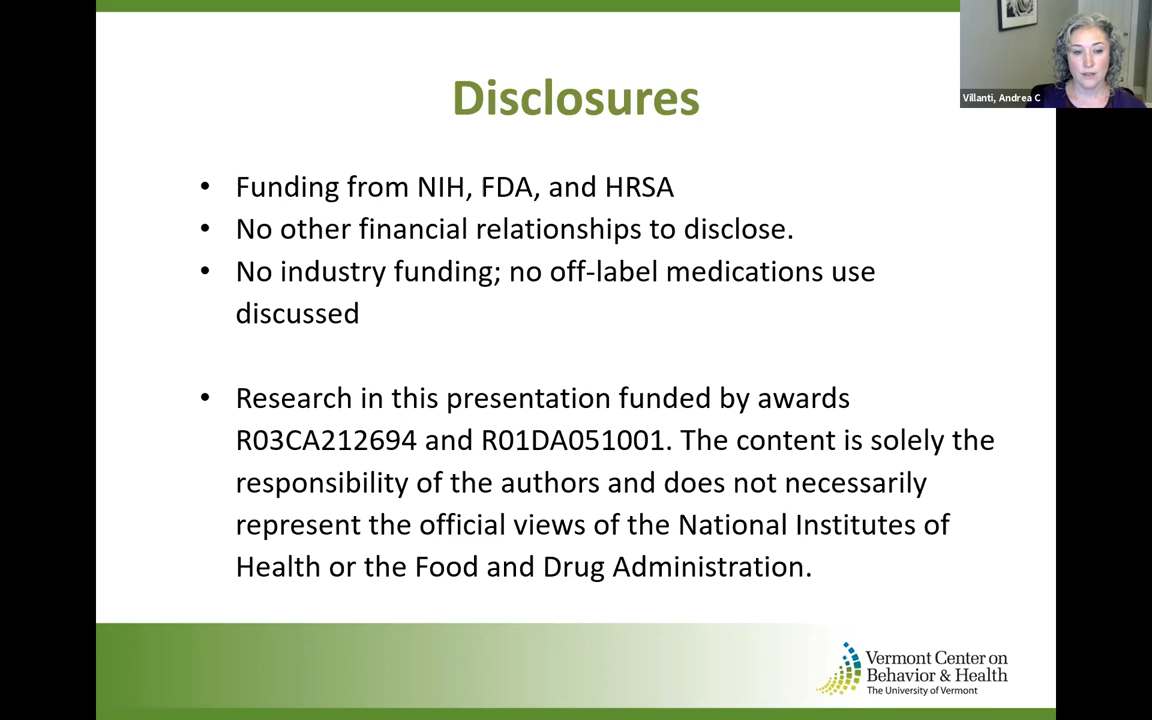 Disclosures
Villanti, Andrea C
• Funding from NIH, FDA, and HRSA
• No other financial relationships to disclose.
• No industry funding; no off-label medications use
discussed
• Research in this presentation funded by awards
R03CA212694 and R01DA051001. The content is solely the
responsibility of the authors and does not necessarily
represent the official views of the National Institutes of
Health or the Food and Drug Administration.
Vermont Center on
Behavior & Health
The University of Vermont